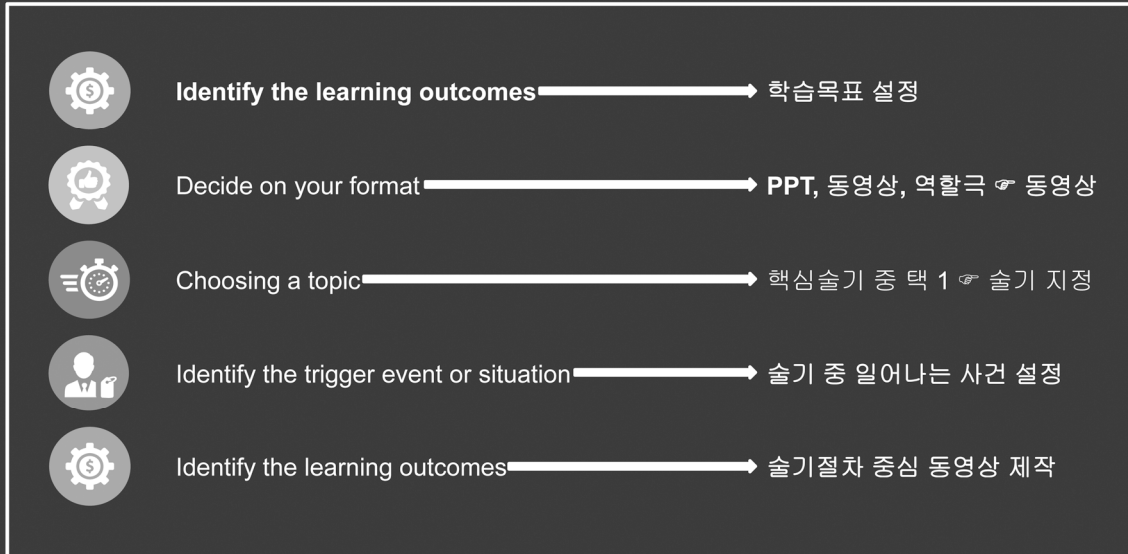 Identify the learning outcomes → 학습목표 설정
Decide on your format → PPT, 동영상, 역할극 ☞ 동영상
Choosing a topic → 핵심술기 중 택 1 ☞ 술기 지정
Identify the trigger event or situation → 술기 중 일어나는 사건 설정
Identify the learning outcomes → 술기절차 중심 동영상 제작